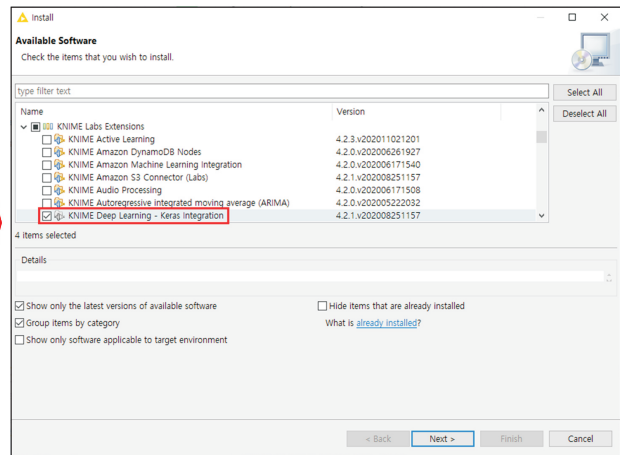 Install
Available Software
Check the items that you wish to install.
type filter text
Select All
Deselect All
Name Version
KNIME Labs Extensions
KNIME Active Learning 4.2.3.v202011021201
KNIME Amazon DynamoDB Nodes 4.2.0.v202006261927
KNIME Amazon Machine Learning Integration 4.2.0.v202006171540
KNIME Amazon S3 Connector (Labs) 4.2.1.v202008251157
KNIME Audio Processing 4.2.0.v202006171508
KNIME Autoregressive integrated moving average (ARIMA) 4.2.0.v202005222032
KNIME Deep Learning - Keras Integration 4.2.1.v202008251157
4 items selected
Details
Show only the latest versions of available software Hide items that are already installed
Group items by category What is already installed?
Show only software applicable to target environment
< Back Next > Finish Cancel